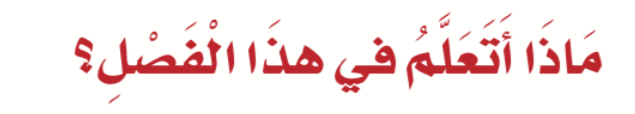 مَاذَا أَتَعَلَّمُ في هذَا الْفَصْلِ؟